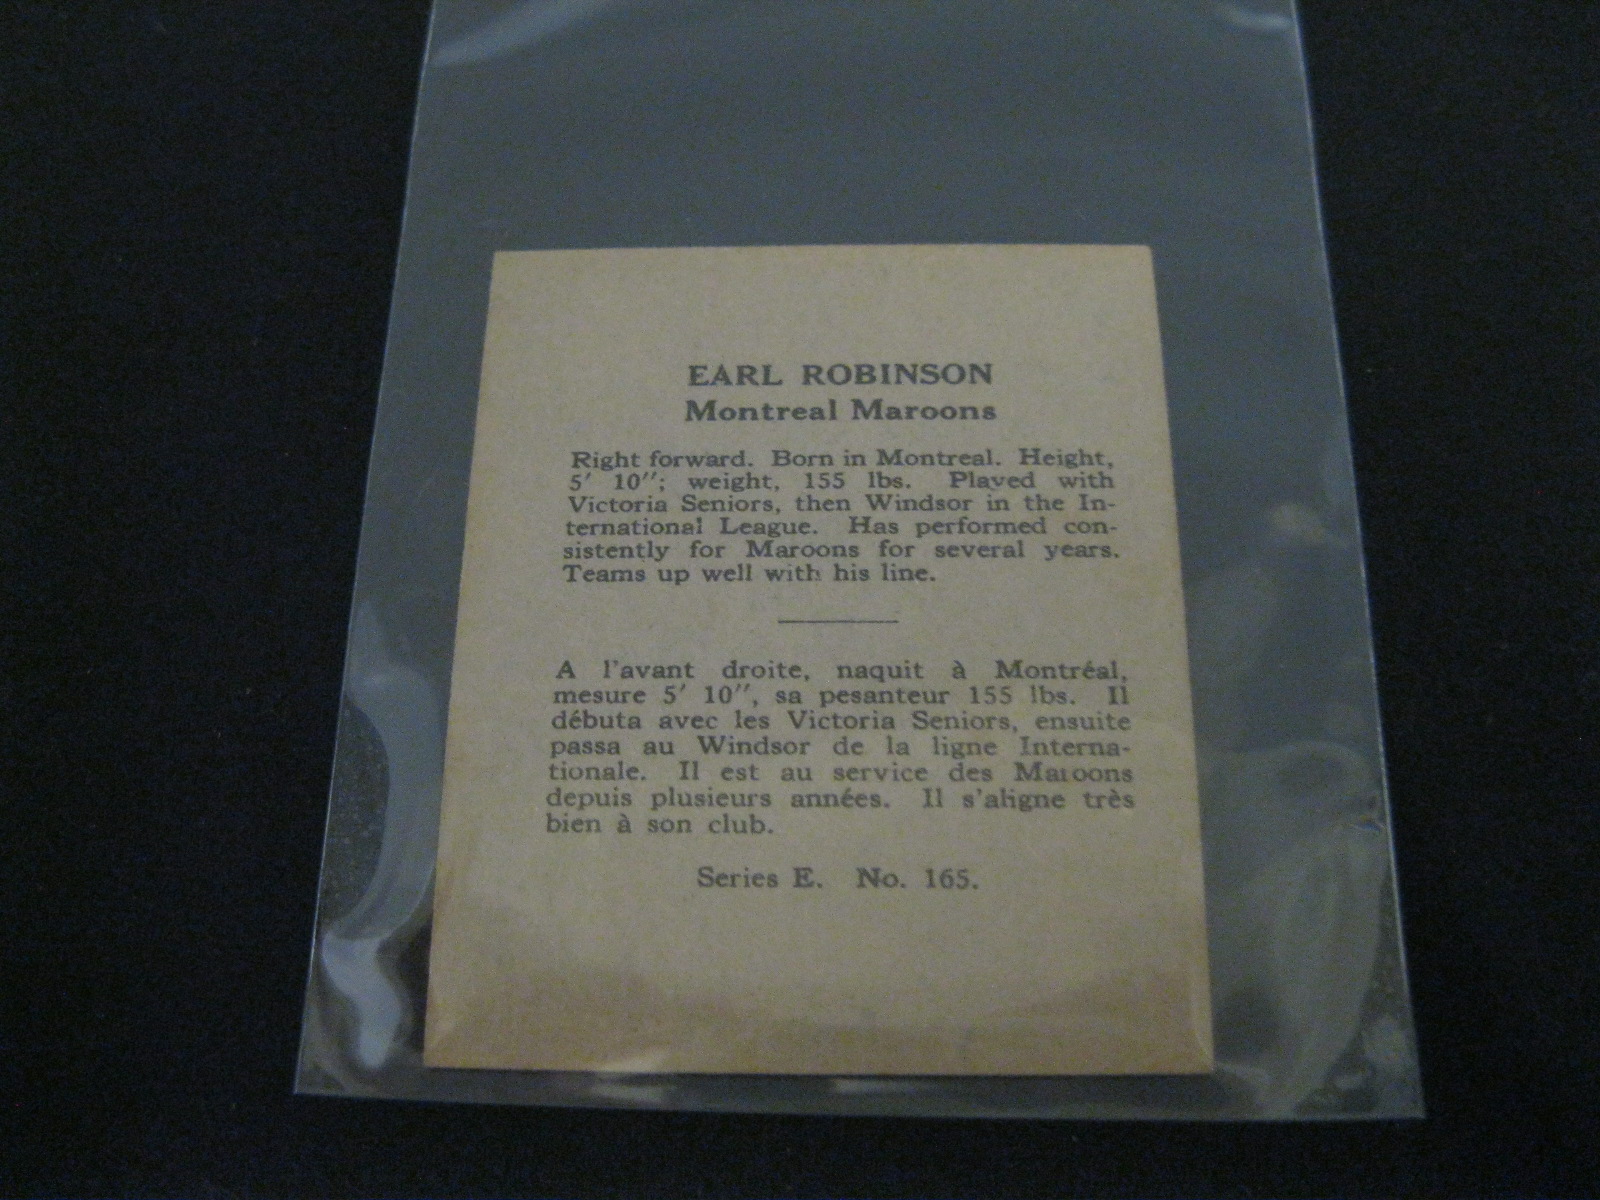 EARL ROBINSON
Montreal Maroons
Right forward. Born in Montreal. Height,
5′ 10″; weight, 155 lbs. Played with
Victoria Seniors, then Windsor in the In-
ternational League. Has performed con-
sistently for Maroons for several years.
Teams up well with his line.
A l'avant droite, naquit à Montréal,
mesure 5′ 10″, sa pesanteur 155 lbs. Il
débuta avec les Victoria Seniors, ensuite
passa au Windsor de la ligne Interna-
tionale. Il est au service des Maroons
depuis plusieurs années. Il s'aligne très
bien à son club.
Series E. No. 165.